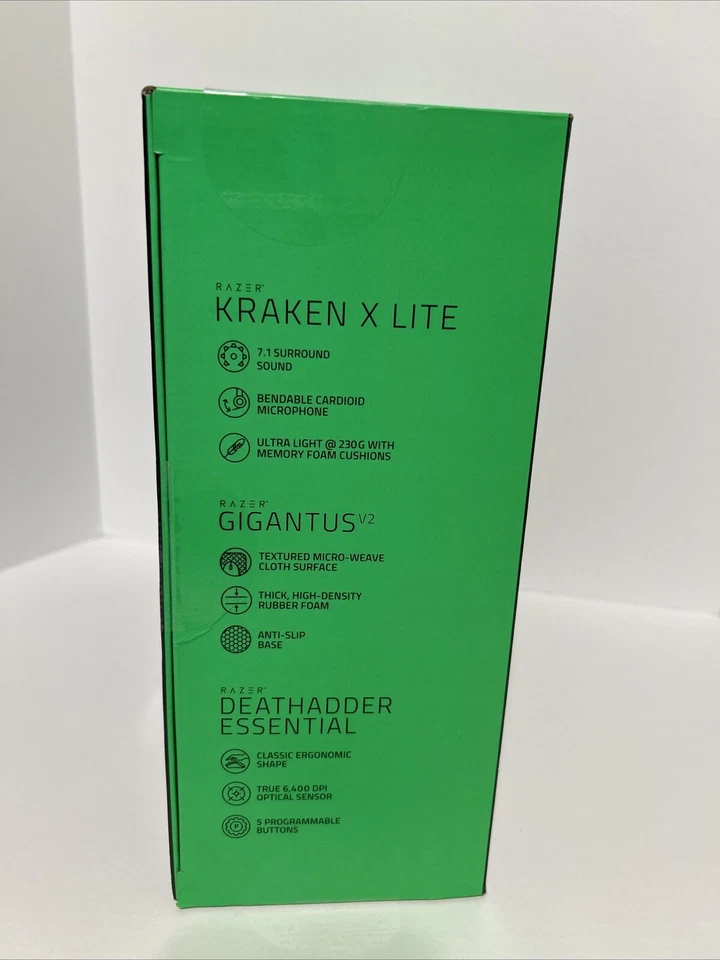 RAZER
KRAKEN X LITE
7.1 SURROUND
SOUND
BENDABLE CARDIOID
MICROPHONE
ULTRA LIGHT @ 230G WITH
MEMORY FOAM CUSHIONS
RAZER
GIGANTUS V2
TEXTURED MICRO-WEAVE
CLOTH SURFACE
THICK, HIGH-DENSITY
RUBBER FOAM
ANTI-SLIP
BASE
RAZER
DEATHADDER
ESSENTIAL
CLASSIC ERGONOMIC
SHAPE
TRUE 6,400 DPI
OPTICAL SENSOR
P
5 PROGRAMMABLE
BUTTONS